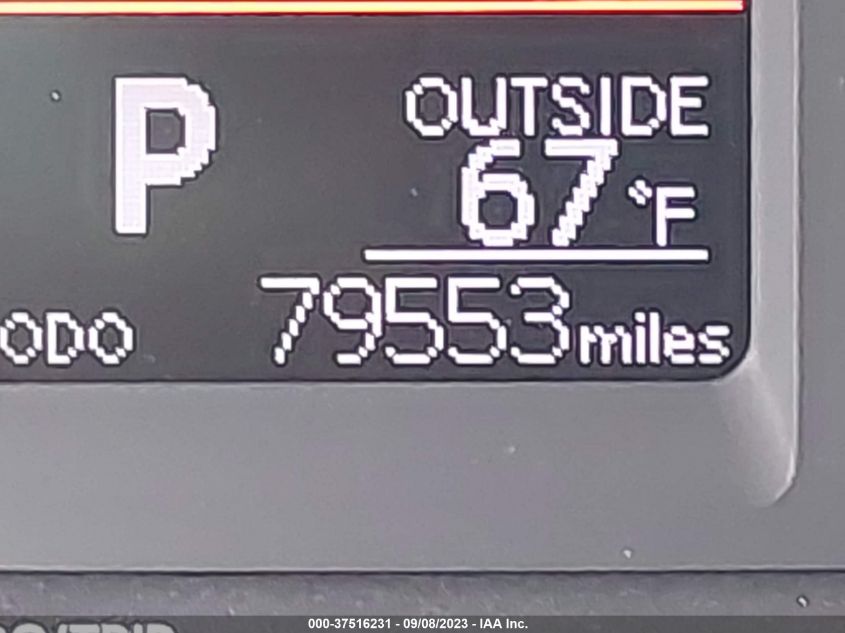 P
OUTSIDE
67°F
ODO 79553 miles
000-37516231 - 09/08/2023 - IAA Inc.